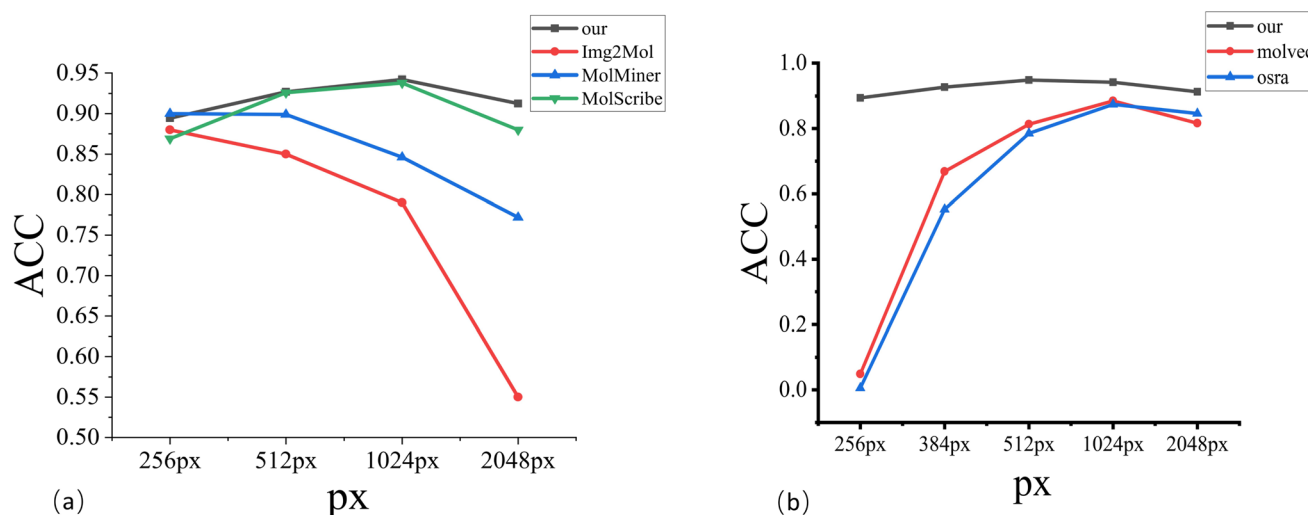 our
Img2Mol
MolMiner
MolScribe
0.95
0.90
0.85
0.80
0.75
0.70
0.65
0.60
0.55
0.50
ACC
256px
512px
1024px
2048px
px
(a)
our
molvec
osra
1.0
0.8
0.6
0.4
0.2
0.0
ACC
256px
384px
512px
1024px
2048px
px
(b)